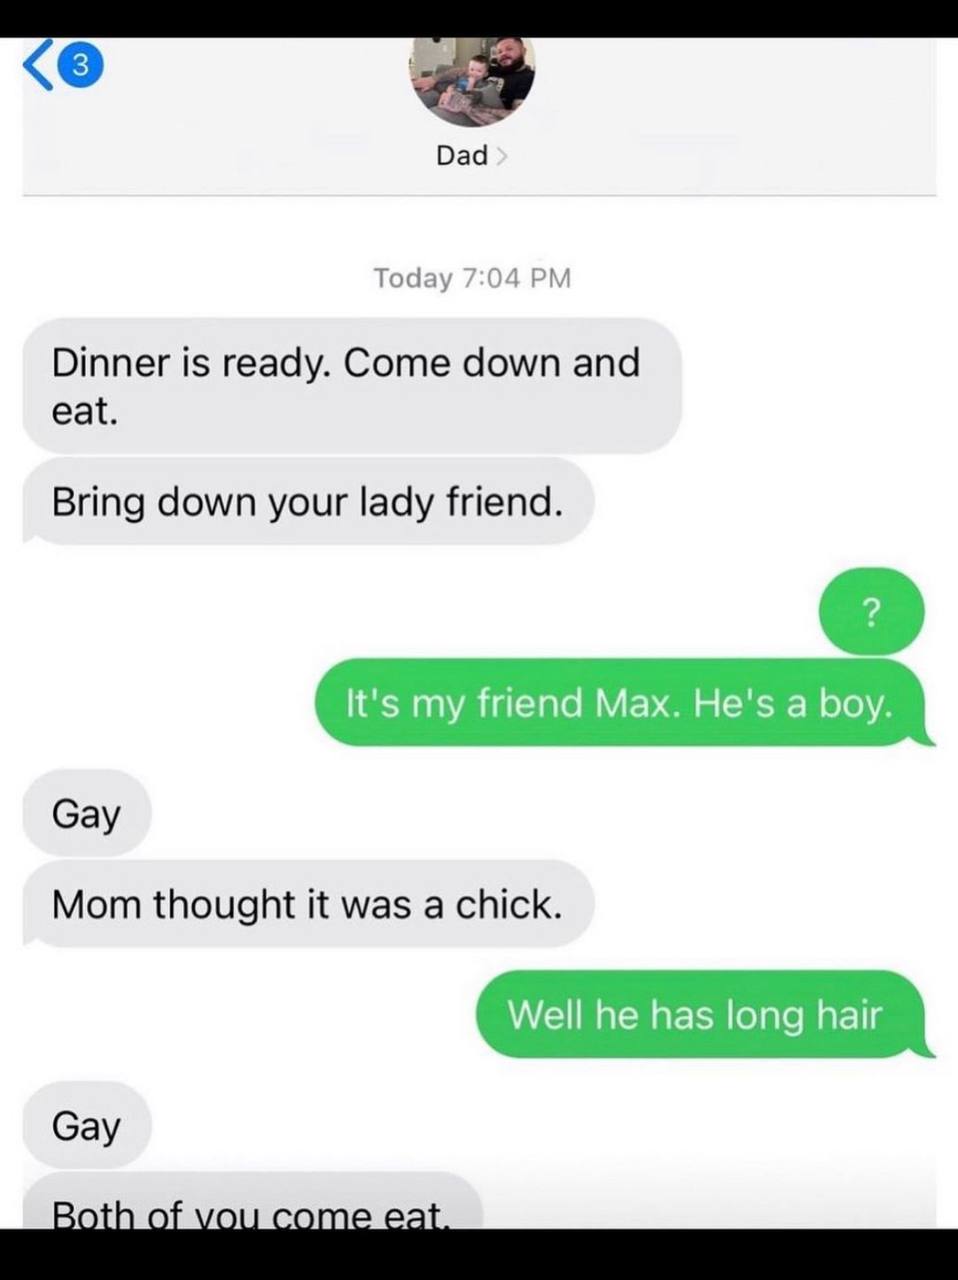 3
Dad
Today 7:04 PM
Dinner is ready. Come down and
eat.
Bring down your lady friend.
?
It's my friend Max. He's a boy.
Gay
Mom thought it was a chick.
Well he has long hair
Gay
Both of you come eat.